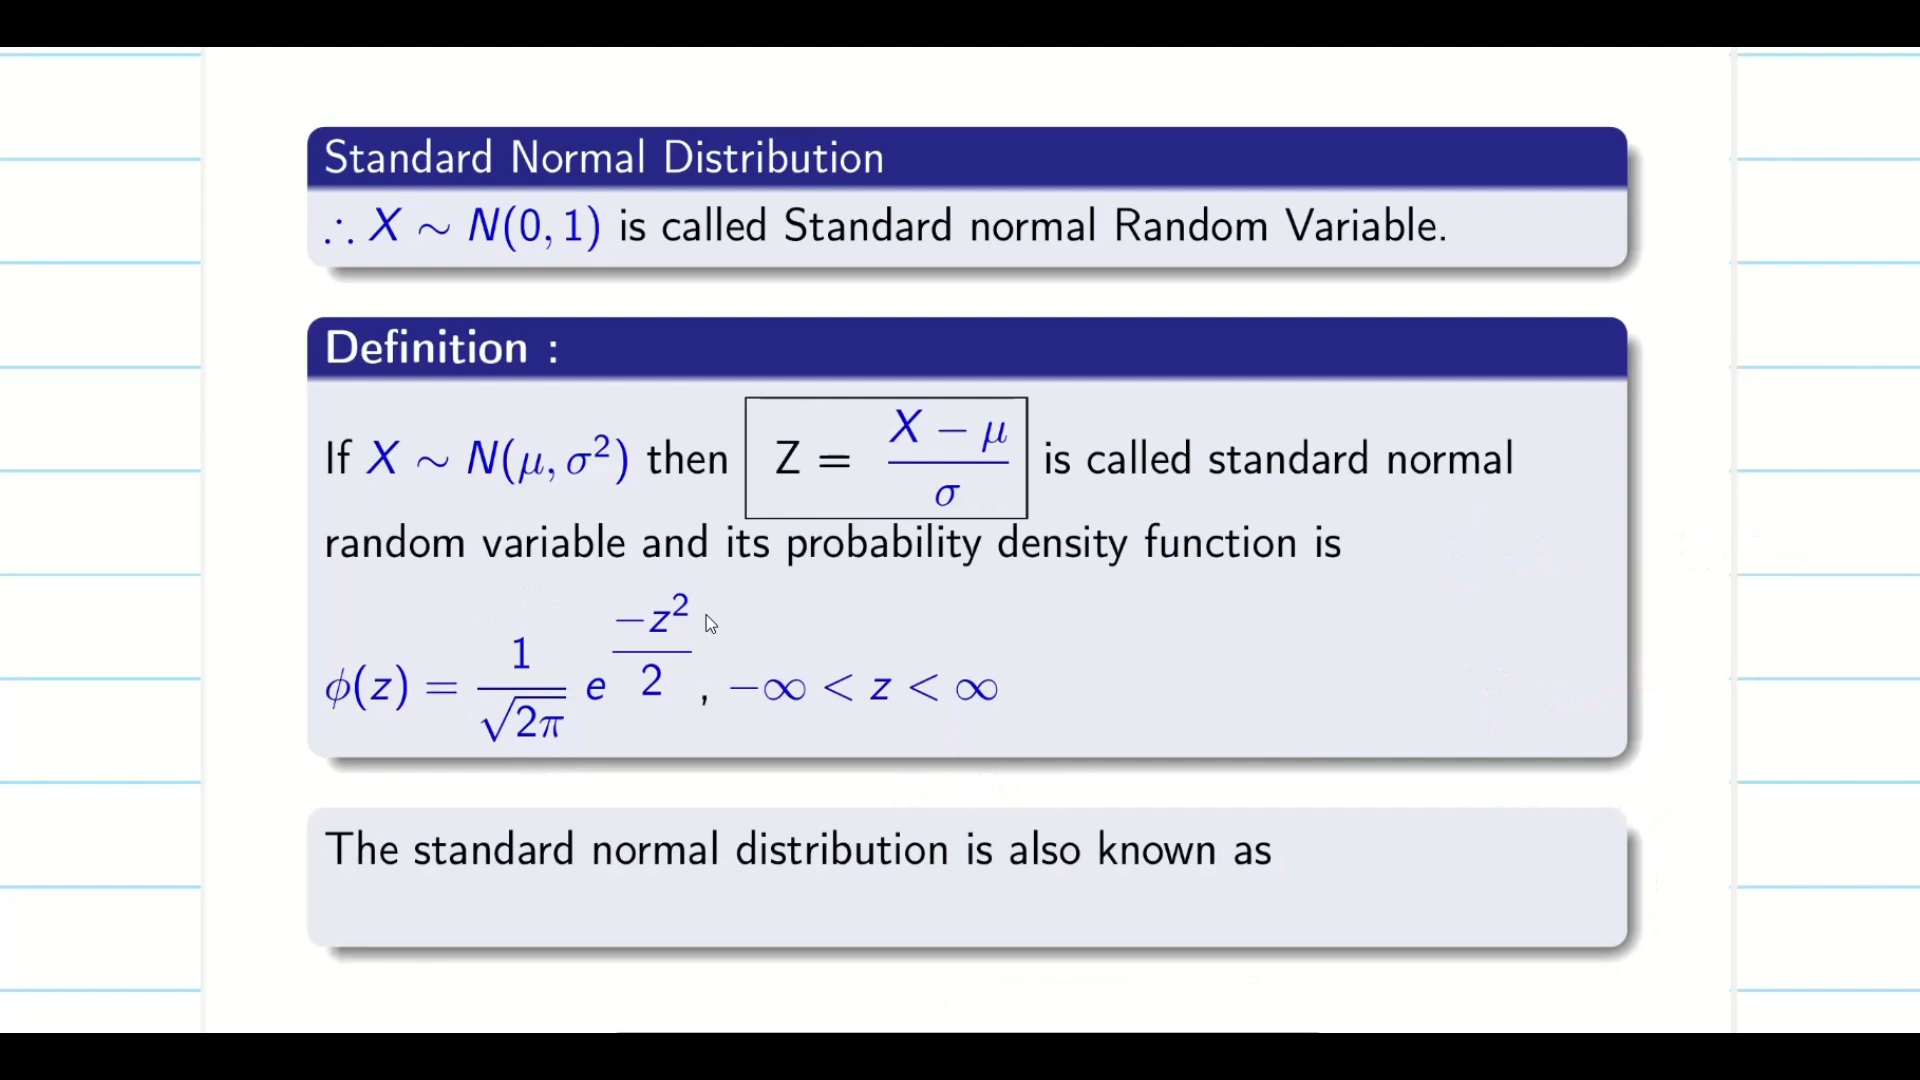 Standard Normal Distribution
∴ X ∼ N(0, 1) is called Standard normal Random Variable.
Definition :
If X ∼ N(μ, σ²) then Z = (X − μ)/σ is called standard normal
random variable and its probability density function is
ϕ(z) = 1/√2π e^(−z²/2) , −∞ < z < ∞
The standard normal distribution is also known as